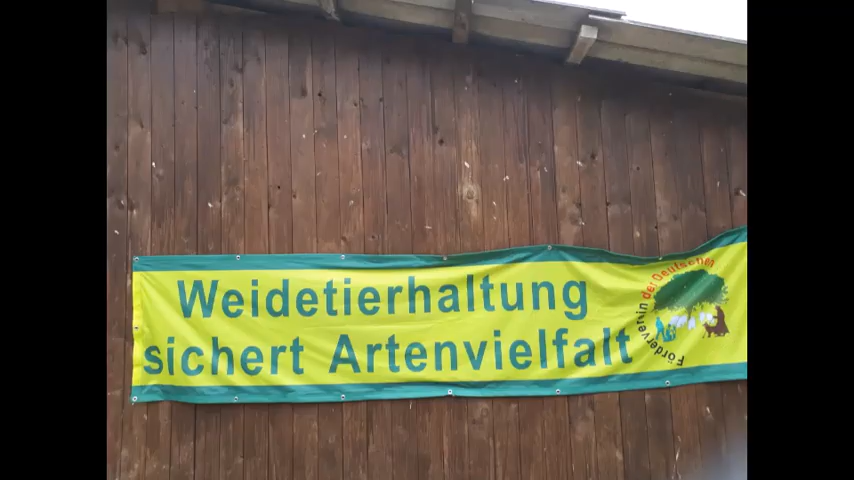 Weidetierhaltung
sichert Artenvielfalt
Förderverein der Deutschen